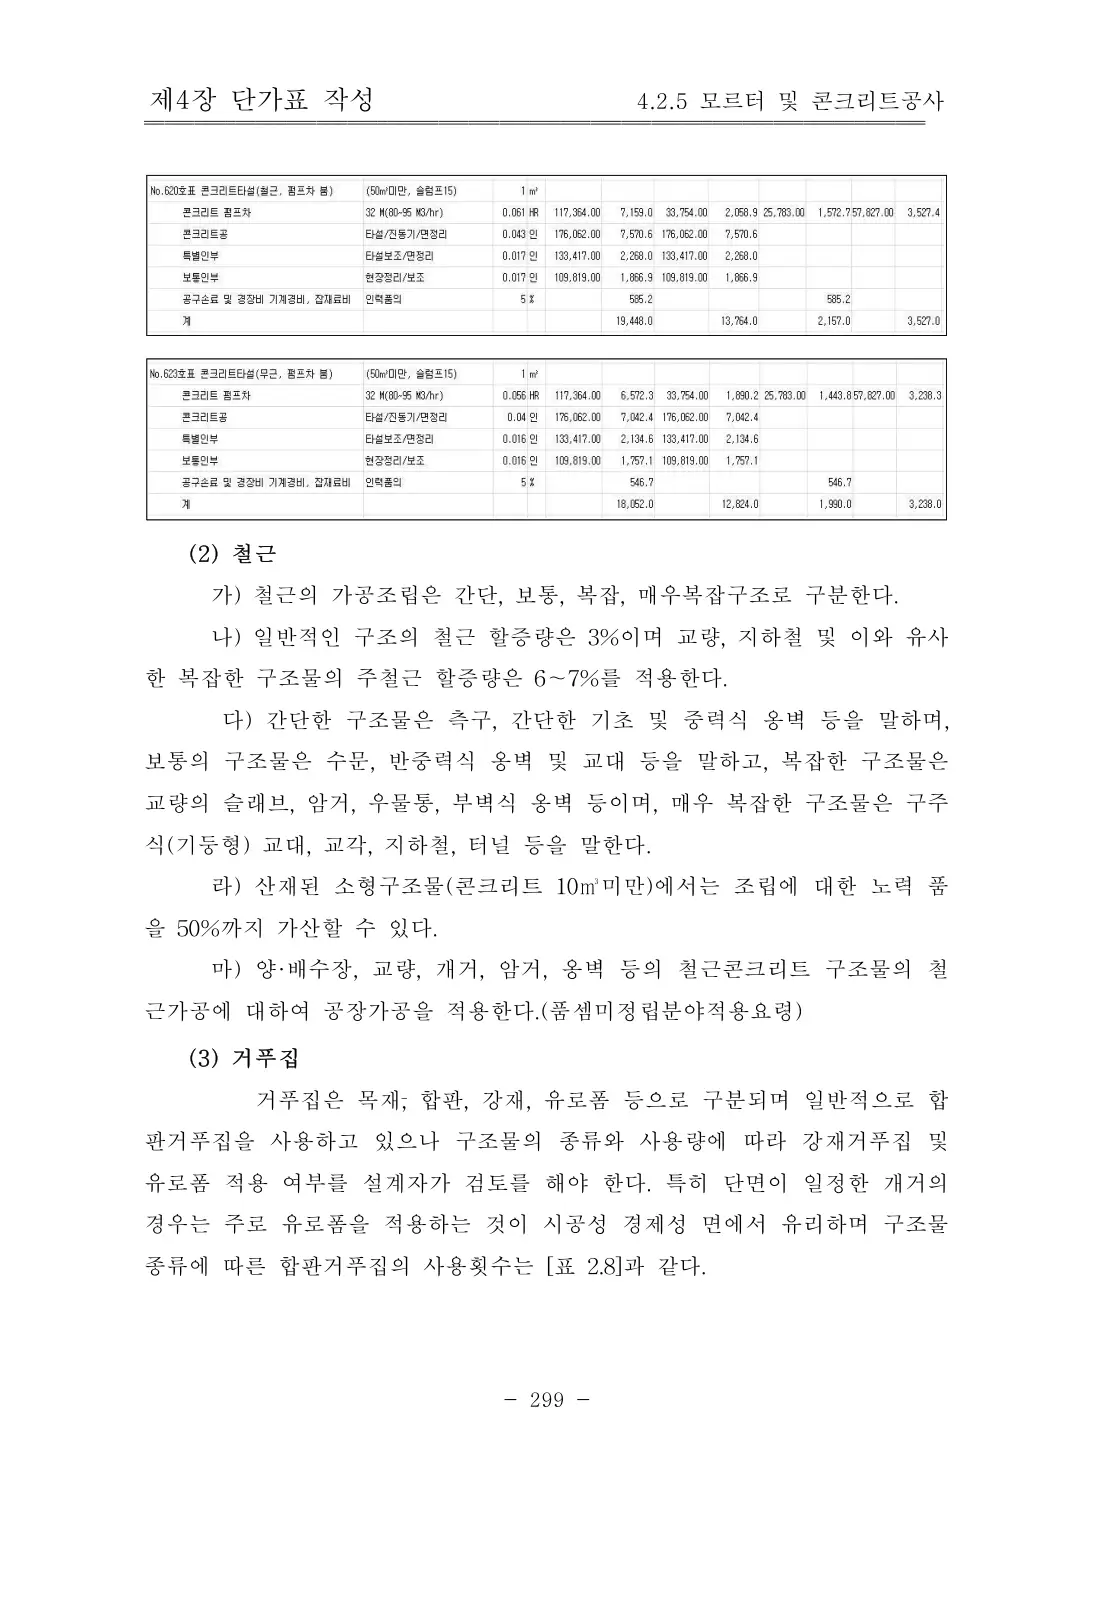 제4장 단가표 작성 4.2.5 모르터 및 콘크리트공사
No.620호표 콘크리트타설(철근, 펌프차 붐) (50㎥미만, 슬럼프15) 1 ㎥
콘크리트 펌프차 32 M(80~95 M3/hr) 0.061 HR 117,364.00 7,159.0 33,754.00 2,058.9 25,783.00 1,572.7 57,827.00 3,527.4
콘크리트공 타설/진동기/면정리 0.043 인 176,062.00 7,570.6 176,062.00 7,570.6
특별인부 타설보조/면정리 0.017 인 133,417.00 2,268.0 133,417.00 2,268.0
보통인부 현장정리/보조 0.017 인 109,819.00 1,866.9 109,819.00 1,866.9
공구손료 및 경장비 기계경비, 잡재료비 인력품의 5 % 585.2 585.2
계 19,448.0 13,764.0 2,157.0 3,527.0
No.623호표 콘크리트타설(무근, 펌프차 붐) (50㎥미만, 슬럼프15) 1 ㎥
콘크리트 펌프차 32 M(80~95 M3/hr) 0.056 HR 117,364.00 6,572.3 33,754.00 1,890.2 25,783.00 1,443.8 57,827.00 3,238.3
콘크리트공 타설/진동기/면정리 0.04 인 176,062.00 7,042.4 176,062.00 7,042.4
특별인부 타설보조/면정리 0.016 인 133,417.00 2,134.6 133,417.00 2,134.6
보통인부 현장정리/보조 0.016 인 109,819.00 1,757.1 109,819.00 1,757.1
공구손료 및 경장비 기계경비, 잡재료비 인력품의 5 % 546.7 546.7
계 18,052.0 12,824.0 1,990.0 3,238.0
(2) 철근
가) 철근의 가공조립은 간단, 보통, 복잡, 매우복잡구조로 구분한다.
나) 일반적인 구조의 철근 할증량은 3%이며 교량, 지하철 및 이와 유사
한 복잡한 구조물의 주철근 할증량은 6~7%를 적용한다.
다) 간단한 구조물은 측구, 간단한 기초 및 중력식 옹벽 등을 말하며,
보통의 구조물은 수문, 반중력식 옹벽 및 교대 등을 말하고, 복잡한 구조물은
교량의 슬래브, 암거, 우물통, 부벽식 옹벽 등이며, 매우 복잡한 구조물은 구주
식(기둥형) 교대, 교각, 지하철, 터널 등을 말한다.
라) 산재된 소형구조물(콘크리트 10㎥미만)에서는 조립에 대한 노력 품
을 50%까지 가산할 수 있다.
마) 양·배수장, 교량, 개거, 암거, 옹벽 등의 철근콘크리트 구조물의 철
근가공에 대하여 공장가공을 적용한다.(품셈미정립분야적용요령)
(3) 거푸집
거푸집은 목재, 합판, 강재, 유로폼 등으로 구분되며 일반적으로 합
판거푸집을 사용하고 있으나 구조물의 종류와 사용량에 따라 강재거푸집 및
유로폼 적용 여부를 설계자가 검토를 해야 한다. 특히 단면이 일정한 개거의
경우는 주로 유로폼을 적용하는 것이 시공성 경제성 면에서 유리하며 구조물
종류에 따른 합판거푸집의 사용횟수는 [표 2.8]과 같다.
- 299 -